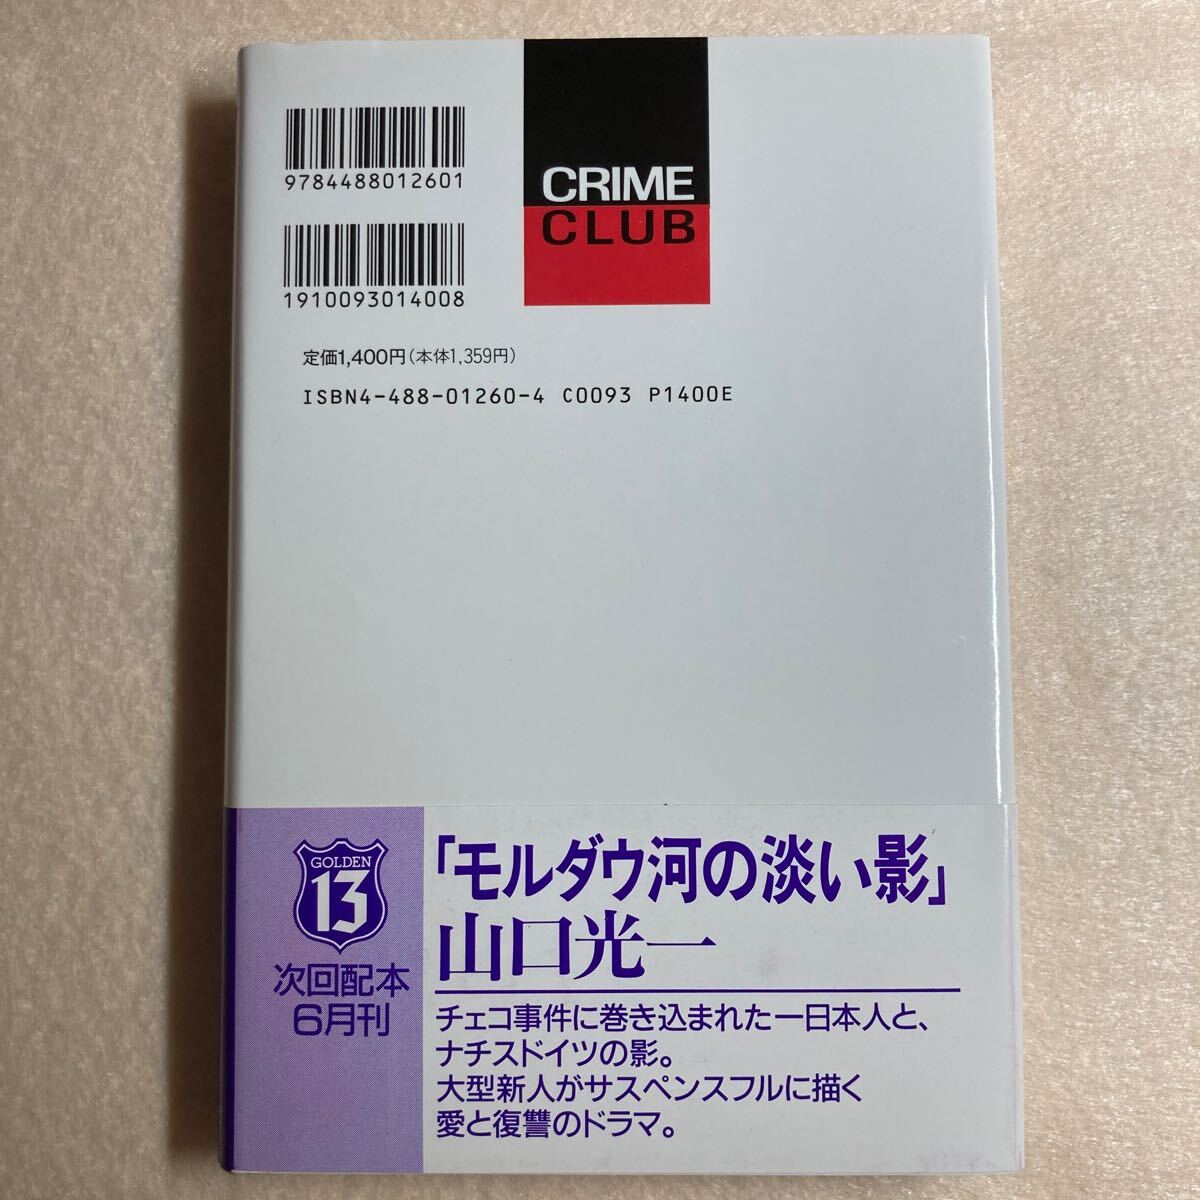 9784488012601
CRIME
CLUB
1910093014008
定価1,400円(本体1,359円)
ISBN4-488-01260-4 C0093 P1400E
GOLDEN
13
次回配本
6月刊
「モルダウ河の淡い影」
山口光一
チェコ事件に巻き込まれた一日本人と、
ナチスドイツの影。
大型新人がサスペンスフルに描く
愛と復讐のドラマ。